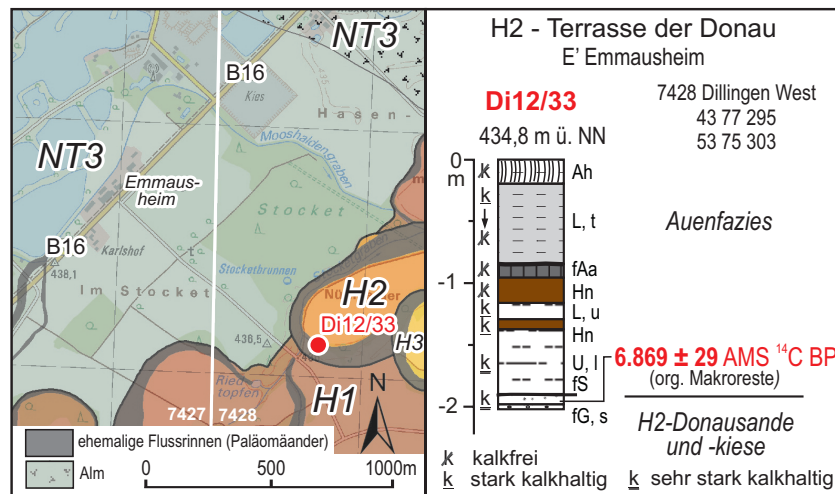 NT3
B16
Kies
435
Hasen-
Mooshaldengraben
NT3
Emmaus-
heim
Stocket
B16
Karlshof
438,1
Stocketbrunnen
Im Stocket
H2
Di12/33
436,5
H3
Ried
topfen
H1
N
7427
7428
ehemalige Flussrinnen (Paläomäander)
Alm
0 500 1000m
H2 - Terrasse der Donau
E' Emmausheim
Di12/33
7428 Dillingen West
43 77 295
53 75 303
434,8 m ü. NN
0
m
k Ah
k
L, t
k
Auenfazies
fAa
-1
k Hn
k L, u
k Hn
k U, l
6.869 ± 29 AMS 14C BP
(org. Makroreste)
fS
k
-2
fG, s
H2-Donausande
und -kiese
k kalkfrei
k stark kalkhaltig
k sehr stark kalkhaltig